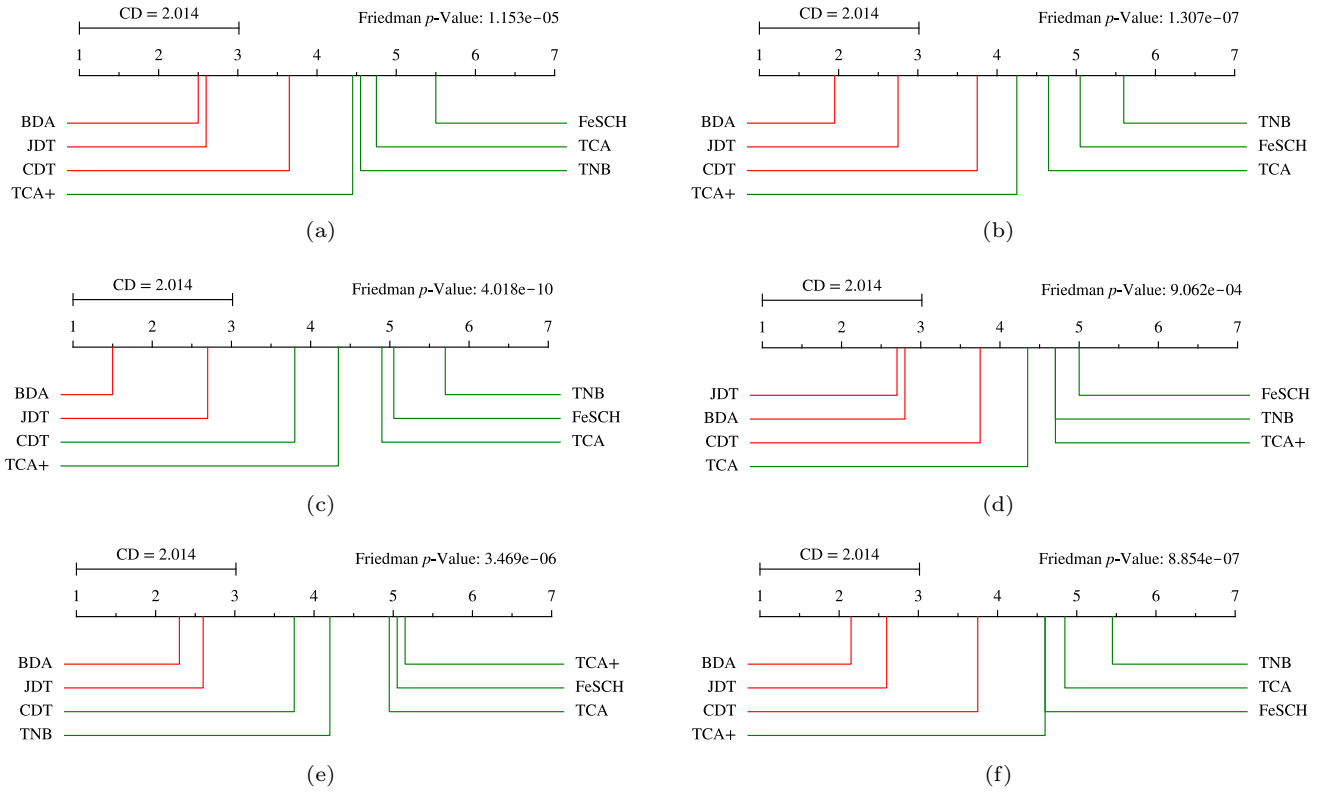 CD = 2.014
Friedman p-Value: 1.153e−05
1 2 3 4 5 6 7
BDA FeSCH
JDT TCA
CDT TNB
TCA+
(a)
CD = 2.014
Friedman p-Value: 1.307e−07
1 2 3 4 5 6 7
BDA TNB
JDT FeSCH
CDT TCA
TCA+
(b)
CD = 2.014
Friedman p-Value: 4.018e−10
1 2 3 4 5 6 7
BDA TNB
JDT FeSCH
CDT TCA
TCA+
(c)
CD = 2.014
Friedman p-Value: 9.062e−04
1 2 3 4 5 6 7
JDT FeSCH
BDA TNB
CDT TCA+
TCA
(d)
CD = 2.014
Friedman p-Value: 3.469e−06
1 2 3 4 5 6 7
BDA TCA+
JDT FeSCH
CDT TCA
TNB
(e)
CD = 2.014
Friedman p-Value: 8.854e−07
1 2 3 4 5 6 7
BDA TNB
JDT TCA
CDT FeSCH
TCA+
(f)